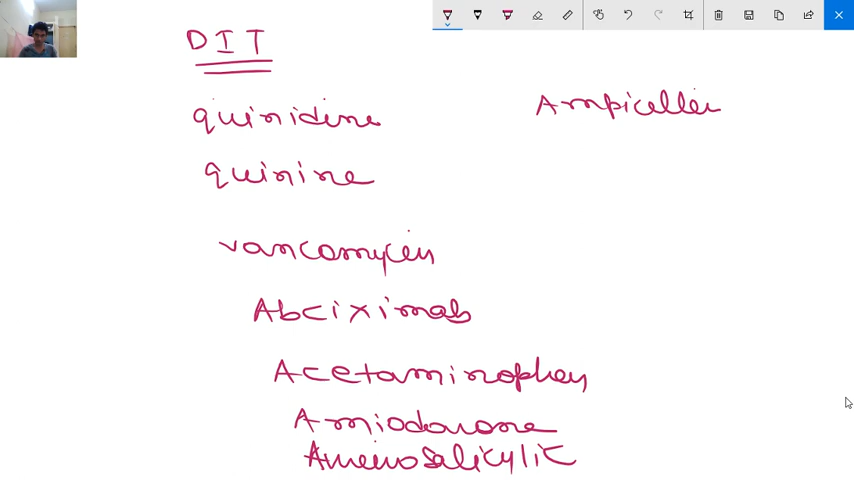 DIT
quinidine
Ampicillin
quinine
vancomycin
Abciximab
Acetaminophen
Amiodarone
Aminosalicylic